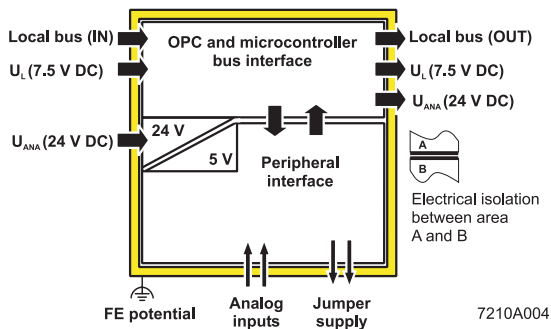 Local bus (IN)
OPC and microcontroller
bus interface
Local bus (OUT)
UL (7.5 V DC)
UL (7.5 V DC)
UANA (24 V DC)
UANA (24 V DC)
24 V
5 V
Peripheral
interface
A
B
Electrical isolation
between area
A and B
FE potential
Analog
inputs
Jumper
supply
7210A004